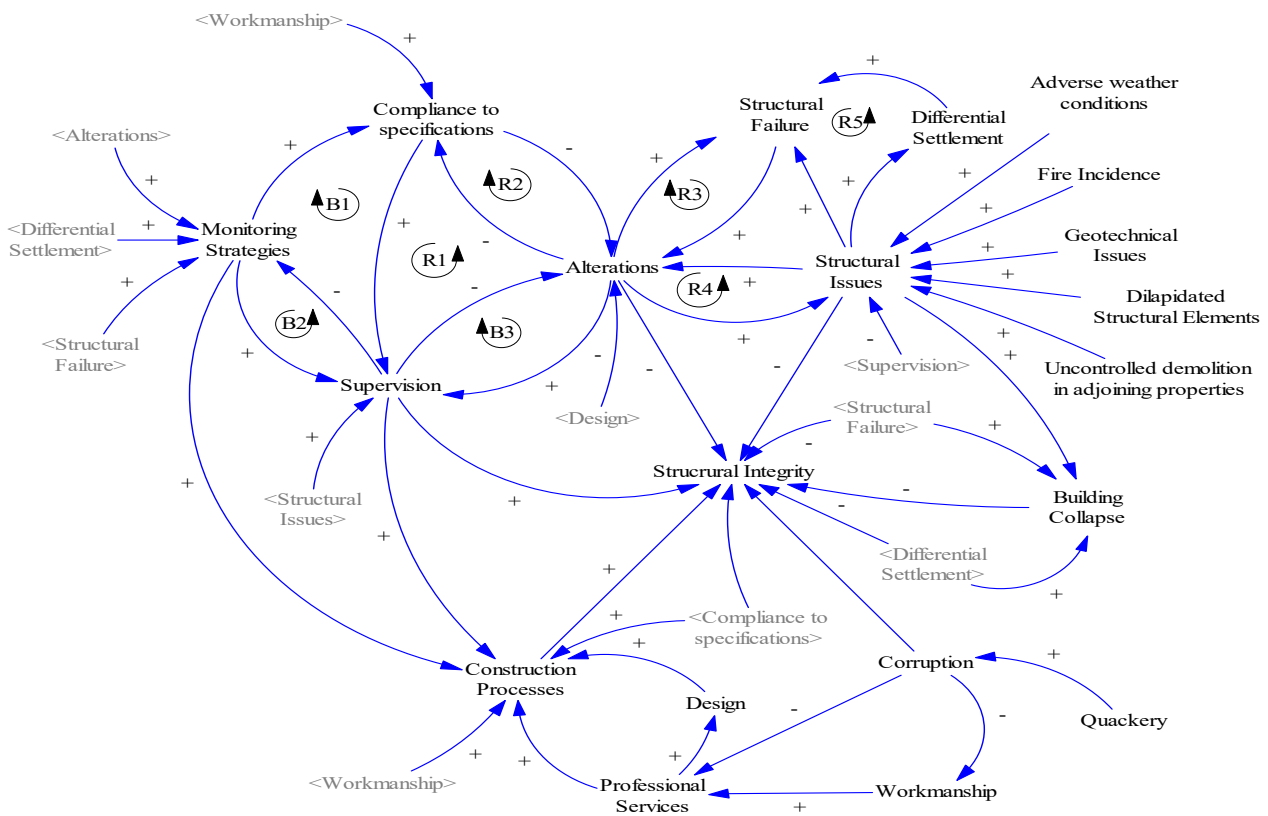 <Workmanship>
+
Compliance to
specifications
<Alterations>
+
+
-
<Differential
Settlement>
+
Monitoring
Strategies
<Structural
Failure>
+
B1
R2
+
-
R1
B2
-
+
-
B3
Supervision
+
Structural
Failure
R5
+
Differential
Settlement
Adverse weather
conditions
+
R3
+
+
+
Fire Incidence
+
+
Alterations
R4
+
Structural
Issues
+
Geotechnical
Issues
+
Dilapidated
Structural Elements
+
+
Uncontrolled demolition
in adjoining properties
-
<Supervision>
+
-
<Design>
-
-
<Structural
Failure>
-
+
Strucrural Integrity
-
Building
Collapse
<Structural
Issues>
+
+
+
+
-
<Differential
Settlement>
+
+
+
<Compliance to
specifications>
+
Construction
Processes
Corruption
+
Quackery
Design
-
-
<Workmanship>
+
+
+
Professional
Services
+
Workmanship